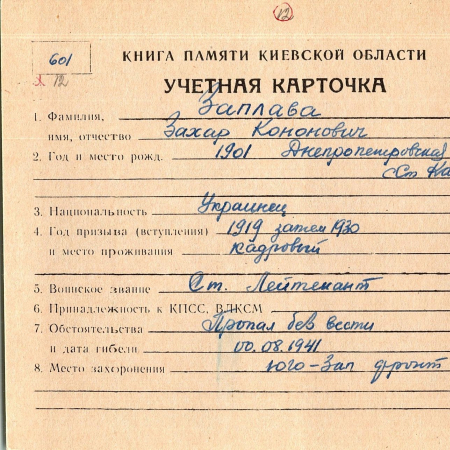 12
601
КНИГА ПАМЯТИ КИЕВСКОЙ ОБЛАСТИ
л. 12
УЧЕТНАЯ КАРТОЧКА
1. Фамилия, Заплава
имя, отчество Захар Кононович
2. Год и место рожд. 1901 Днепропетровская
ст Ка
3. Национальность Украинец
4. Год призыва (вступления) 1919 затем 1930
и место проживания кадровый
5. Воинское звание Ст. Лейтенант
6. Принадлежность к КПСС, ВЛКСМ
7. Обстоятельства Пропал без вести
и дата гибели 00.08.1941
8. Место захоронения Юго-Зап фронт